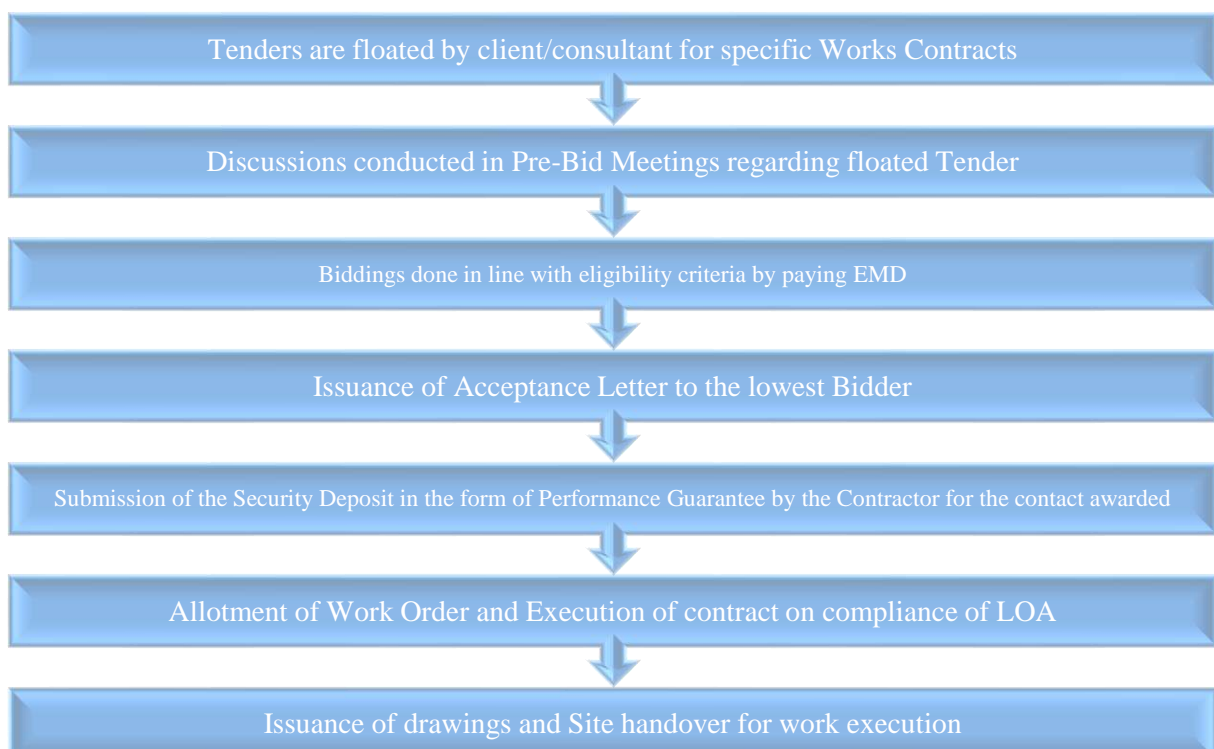 Tenders are floated by client/consultant for specific Works Contracts
Discussions conducted in Pre-Bid Meetings regarding floated Tender
Biddings done in line with eligibility criteria by paying EMD
Issuance of Acceptance Letter to the lowest Bidder
Submission of the Security Deposit in the form of Performance Guarantee by the Contractor for the contact awarded
Allotment of Work Order and Execution of contract on compliance of LOA
Issuance of drawings and Site handover for work execution